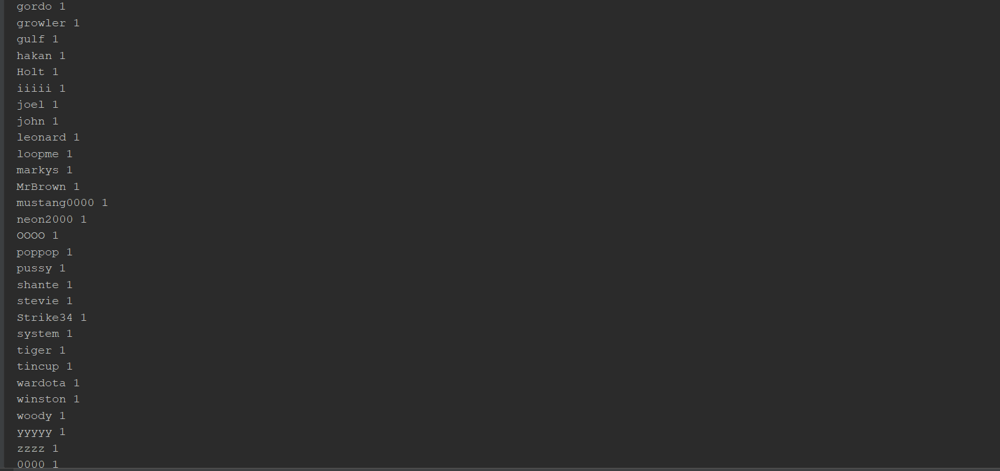 gordo 1
growler 1
gulf 1
hakan 1
Holt 1
iiiii 1
joel 1
john 1
leonard 1
loopme 1
markys 1
MrBrown 1
mustang0000 1
neon2000 1
OOOO 1
poppop 1
pussy 1
shante 1
stevie 1
Strike34 1
system 1
tiger 1
tincup 1
wardota 1
winston 1
woody 1
yyyyy 1
zzzz 1
0000 1